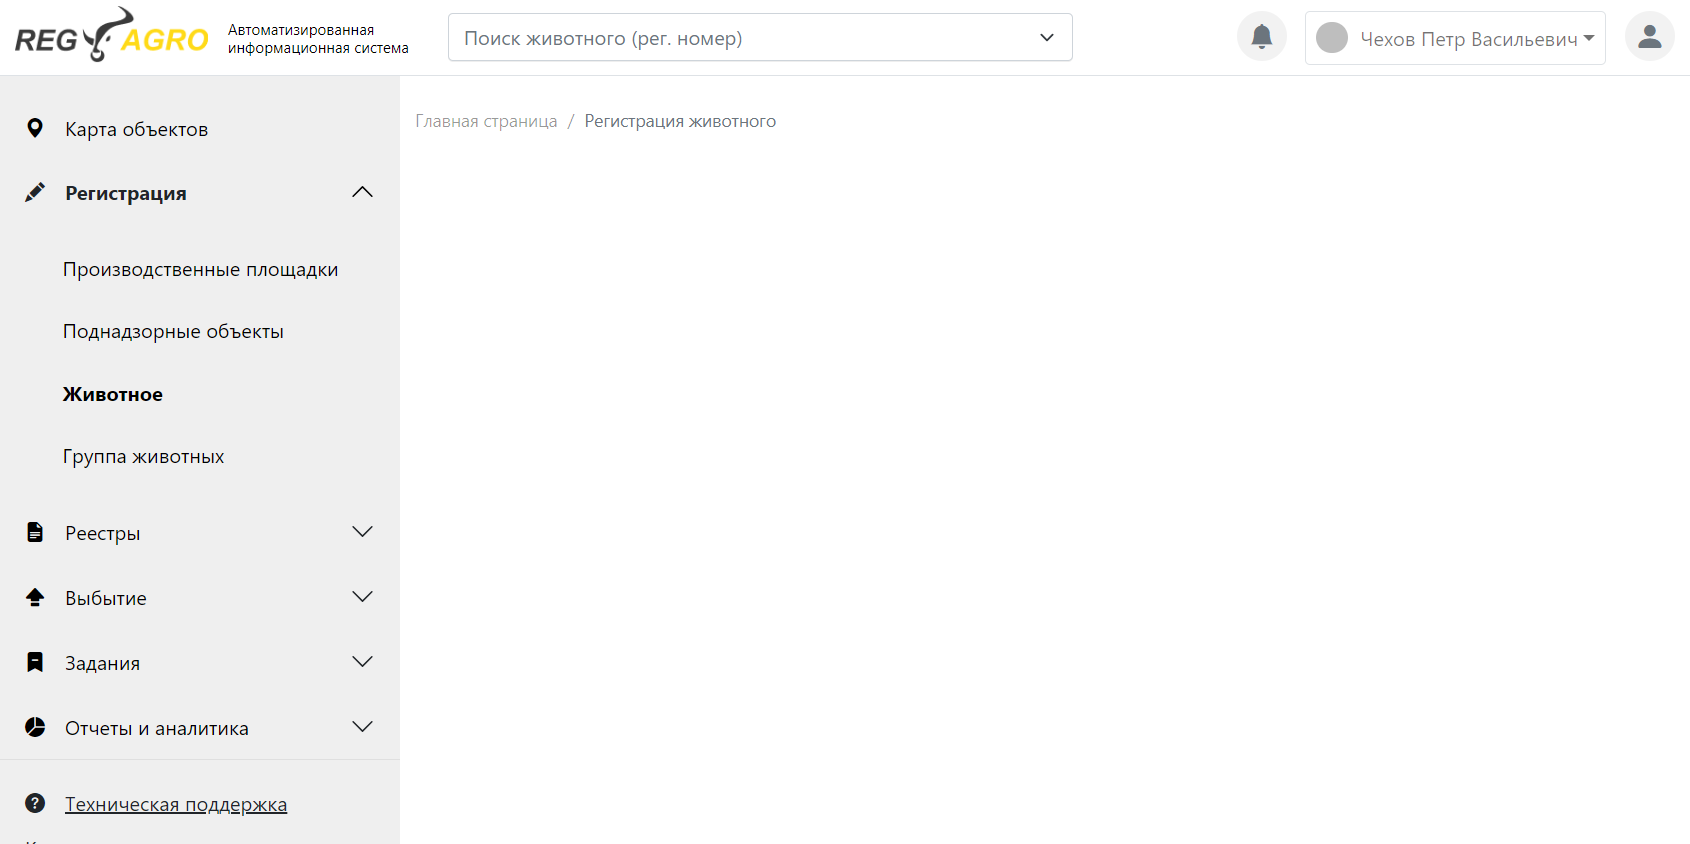 REG AGRO
Автоматизированная
информационная система
Поиск животного (рег. номер)
Чехов Петр Васильевич
Карта объектов
Регистрация
Производственные площадки
Поднадзорные объекты
Животное
Группа животных
Реестры
Выбытие
Задания
Отчеты и аналитика
Техническая поддержка
Главная страница / Регистрация животного